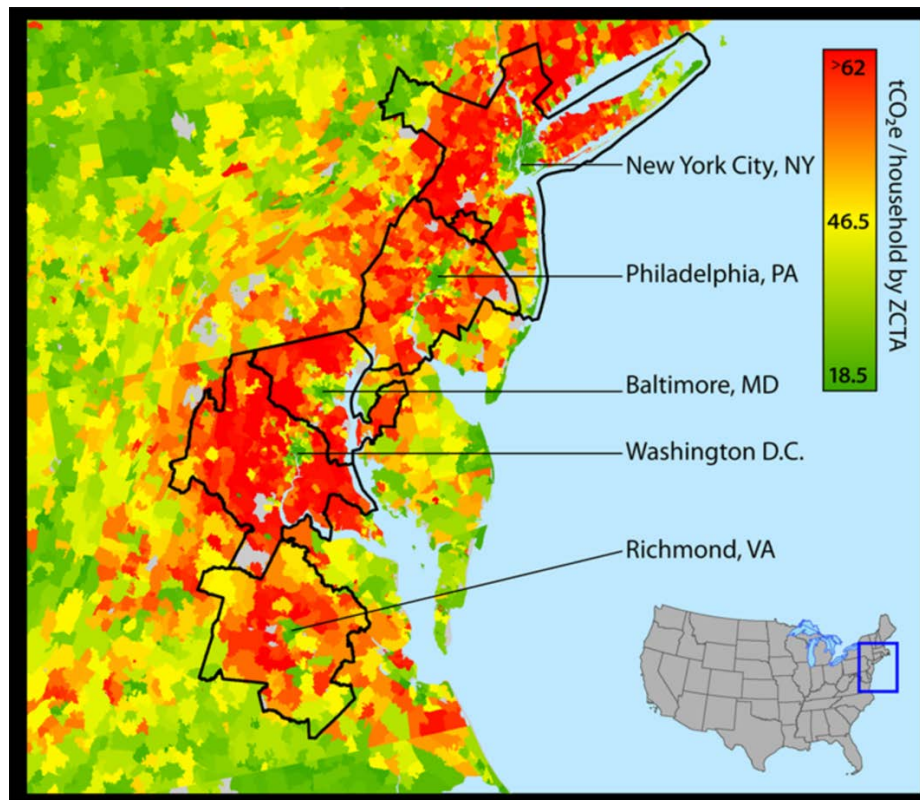 >62
tCO₂e / household by ZCTA
46.5
18.5
New York City, NY
Philadelphia, PA
Baltimore, MD
Washington D.C.
Richmond, VA